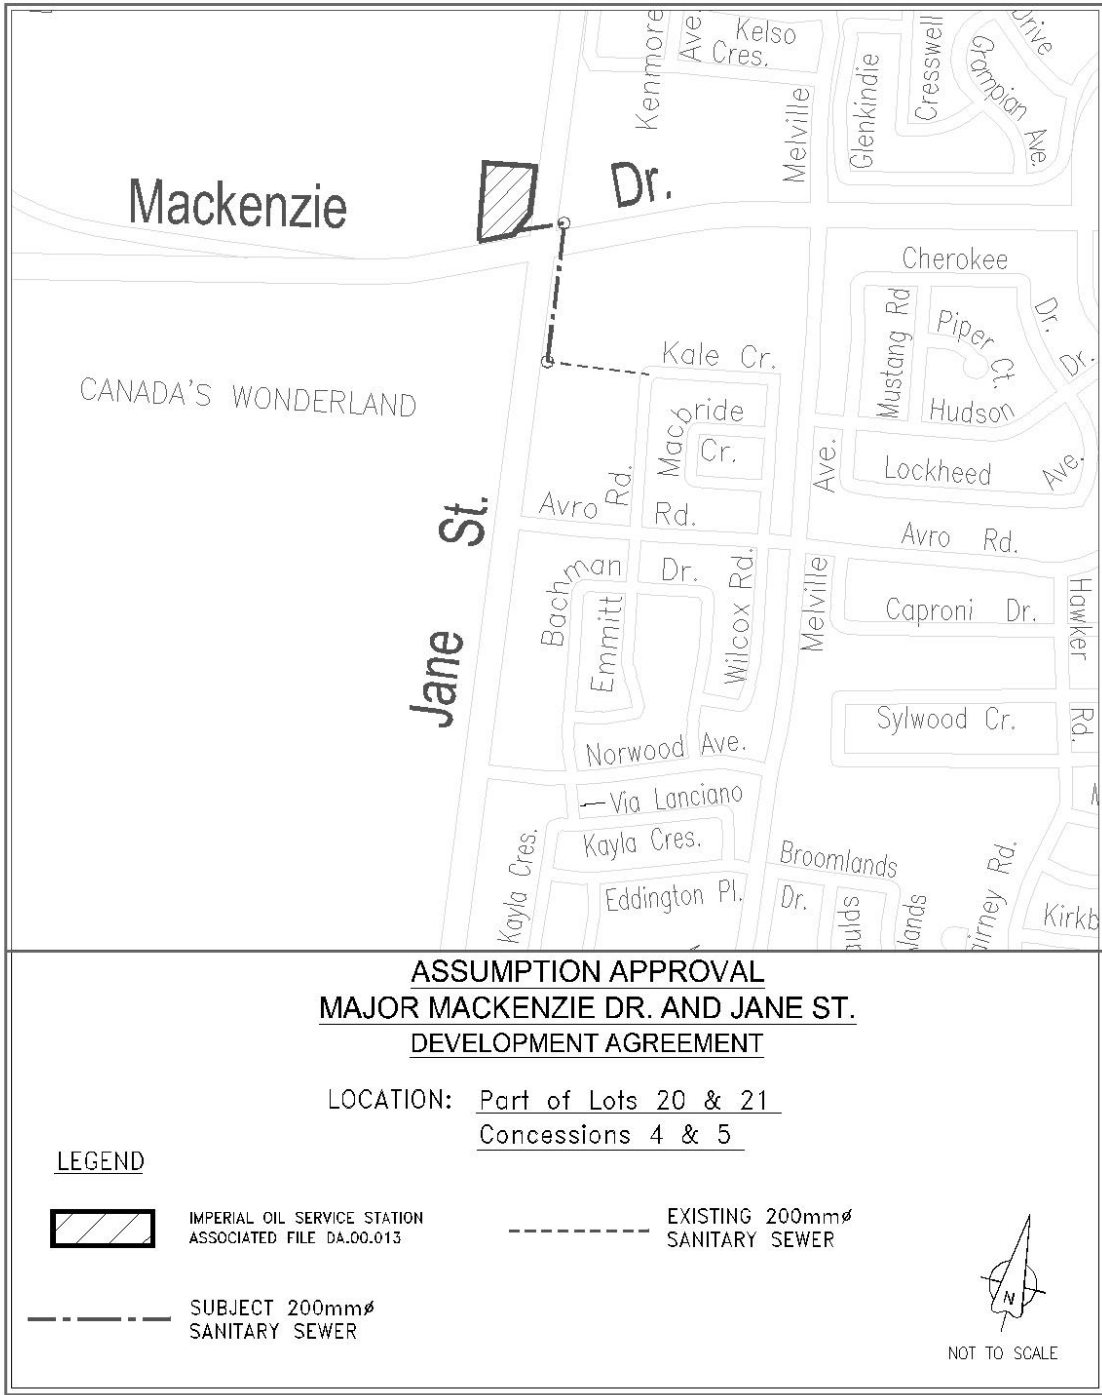 Kenmore
Ave.
Kelso
Cres.
Melville
Glenkindie
Cresswell
Grampian Ave.
Drive
Mackenzie
Dr.
Cherokee
Dr.
Mustang Rd
Piper Ct.
Dr.
Hudson
CANADA'S WONDERLAND
Kale Cr.
Macbride
Cr.
Ave.
Lockheed
Ave.
Jane St.
Avro Rd.
Rd.
Avro Rd.
Bachman Dr.
Emmitt
Wilcox Rd.
Melville
Caproni Dr.
Hawker
Rd.
Sylwood Cr.
Norwood Ave.
Via Lanciano
Kayla Cres.
Kayla Cres.
Eddington Pl.
Broomlands
Dr.
aulds
lands
airney Rd.
Kirkb
ASSUMPTION APPROVAL
MAJOR MACKENZIE DR. AND JANE ST.
DEVELOPMENT AGREEMENT
LOCATION: Part of Lots 20 & 21
Concessions 4 & 5
LEGEND
IMPERIAL OIL SERVICE STATION
ASSOCIATED FILE DA.00.013
EXISTING 200mmø
SANITARY SEWER
SUBJECT 200mmø
SANITARY SEWER
N
NOT TO SCALE